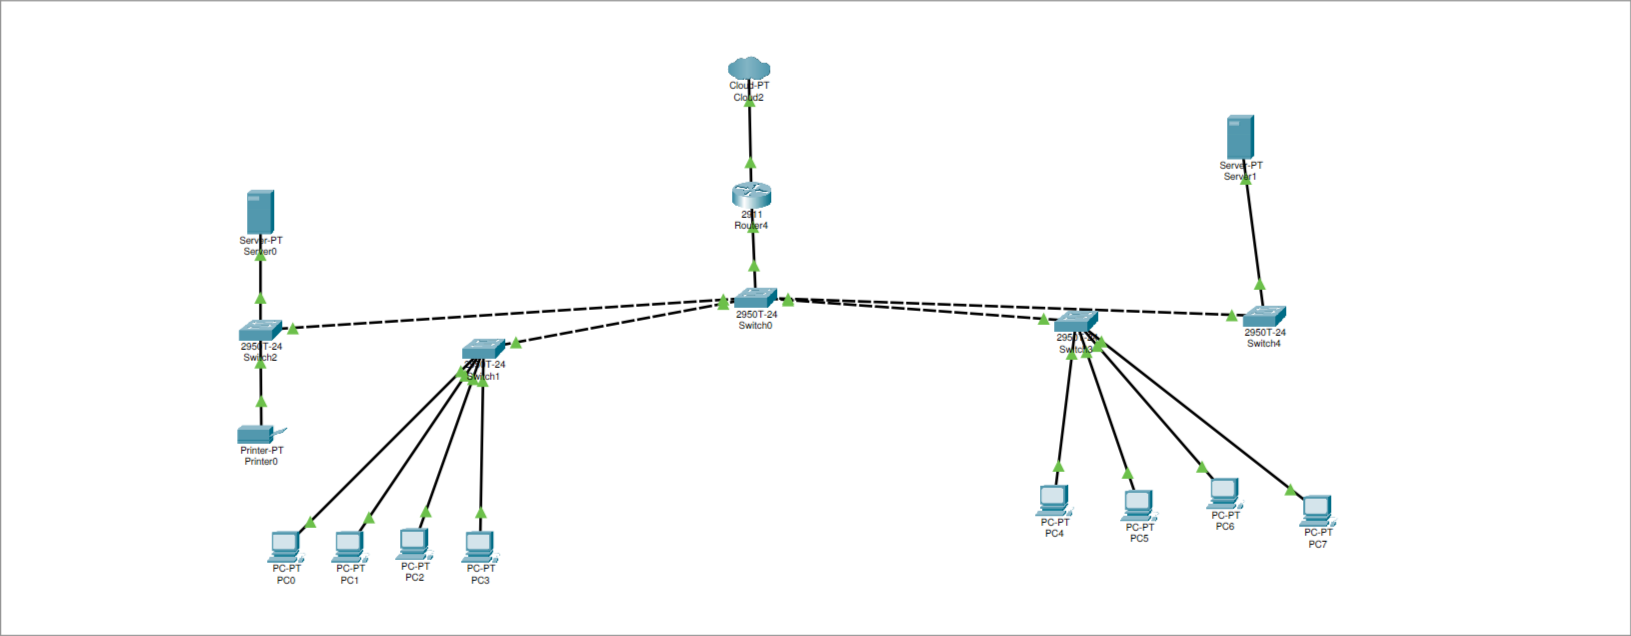 Cloud-PT
Cloud2
Server-PT
Server1
2911
Router4
Server-PT
Server0
2950T-24
Switch0
2950T-24
Switch4
2950T-24
Switch2
2950T-24
Switch3
2950T-24
Switch1
Printer-PT
Printer0
PC-PT
PC4
PC-PT
PC5
PC-PT
PC6
PC-PT
PC7
PC-PT
PC0
PC-PT
PC1
PC-PT
PC2
PC-PT
PC3